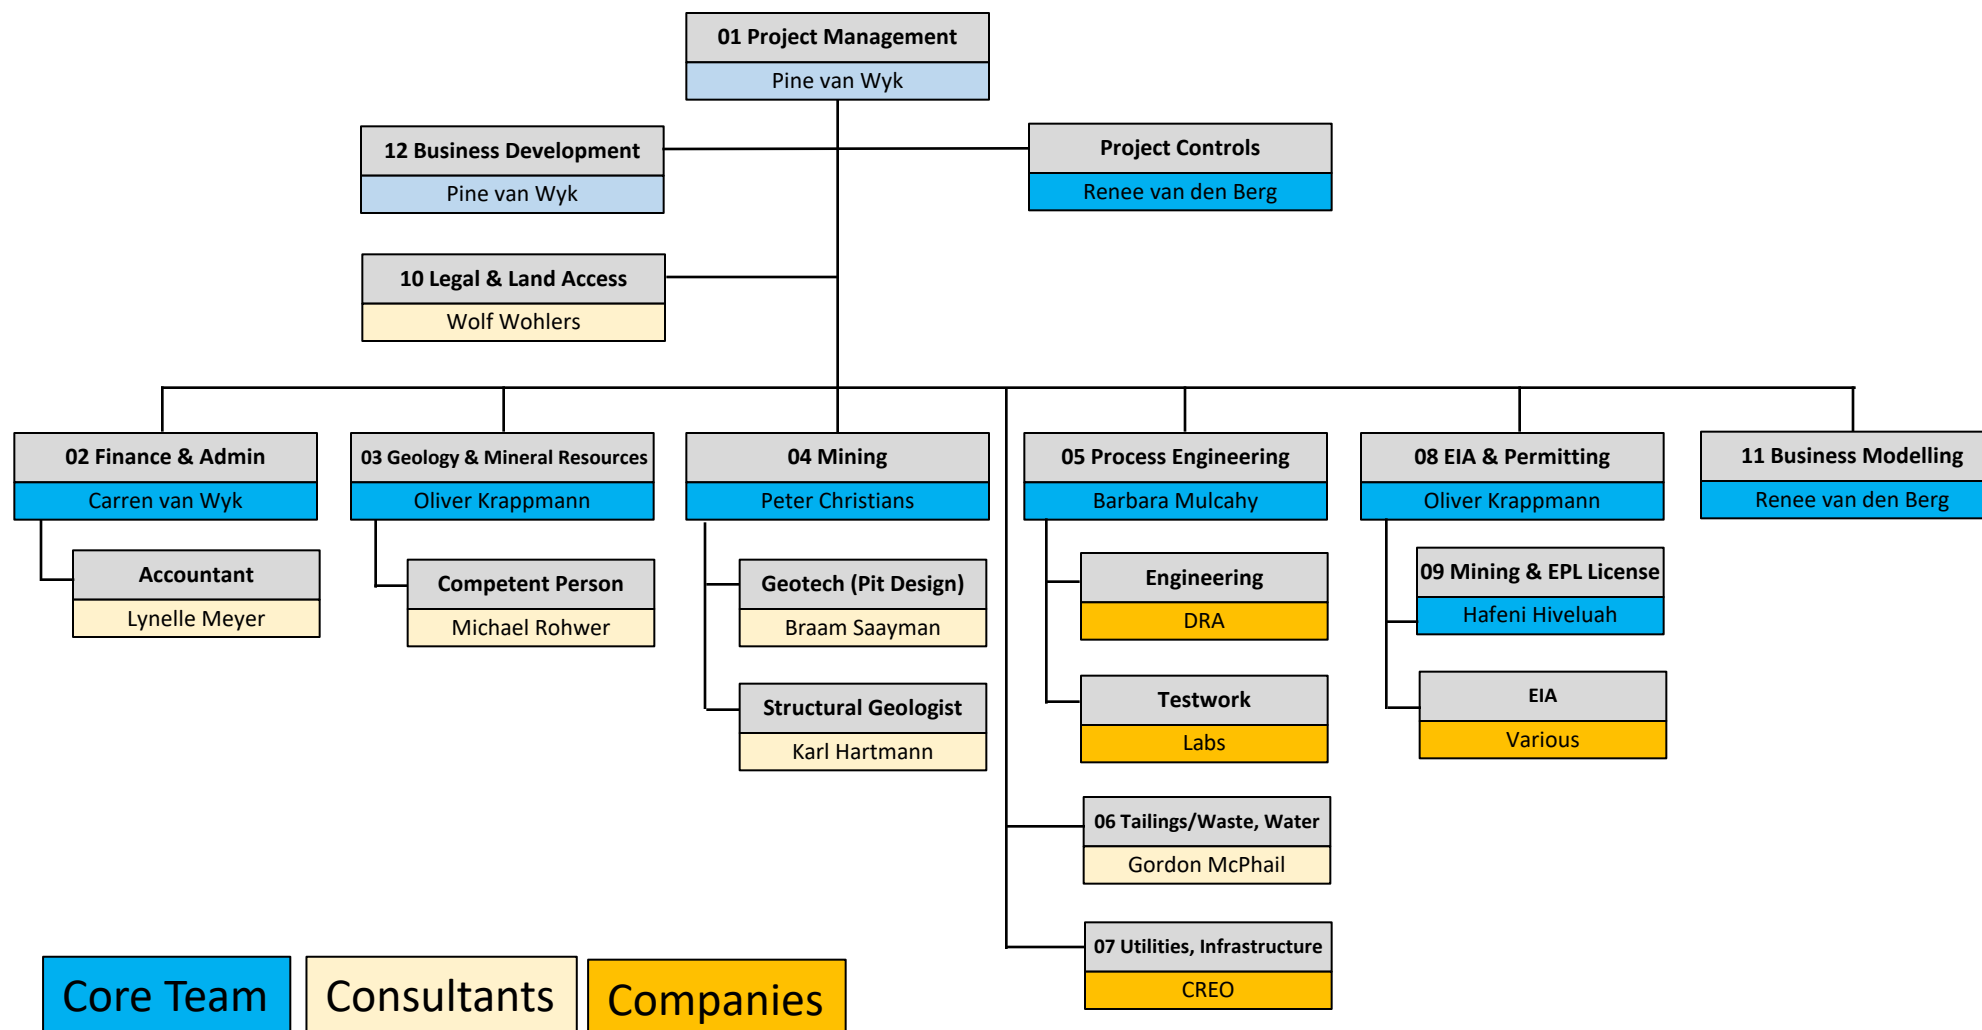 01 Project Management
Pine van Wyk
12 Business Development
Pine van Wyk
Project Controls
Renee van den Berg
10 Legal & Land Access
Wolf Wohlers
02 Finance & Admin
Carren van Wyk
Accountant
Lynelle Meyer
03 Geology & Mineral Resources
Oliver Krappmann
Competent Person
Michael Rohwer
04 Mining
Peter Christians
Geotech (Pit Design)
Braam Saayman
Structural Geologist
Karl Hartmann
05 Process Engineering
Barbara Mulcahy
Engineering
DRA
Testwork
Labs
06 Tailings/Waste, Water
Gordon McPhail
07 Utilities, Infrastructure
CREO
08 EIA & Permitting
Oliver Krappmann
09 Mining & EPL License
Hafeni Hiveluah
EIA
Various
11 Business Modelling
Renee van den Berg
Core Team
Consultants
Companies